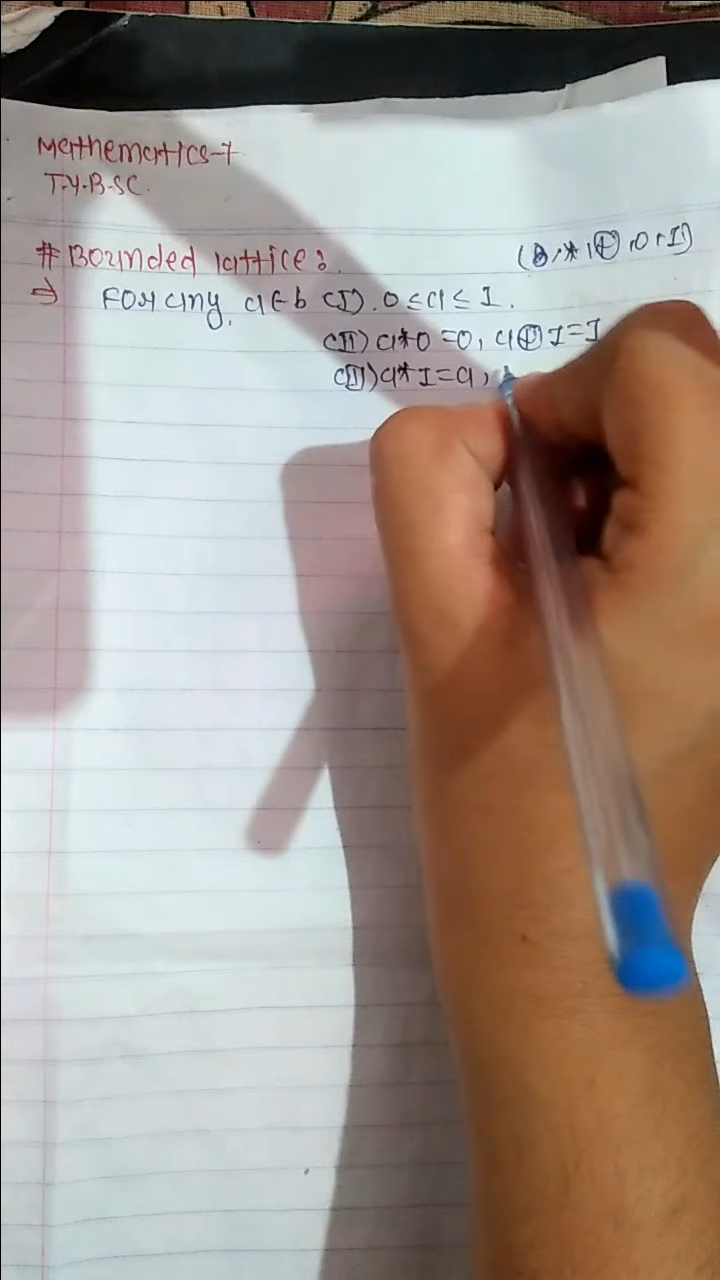 Mathematics-7
T.Y.B.SC.
# Bounded lattice :
(B, *, ⊕, 0, I)
⇒ For any, a ∈ b (I). 0 ≤ a ≤ I.
(II) a * 0 = 0, a ⊕ I = I
(III) a * I = a,